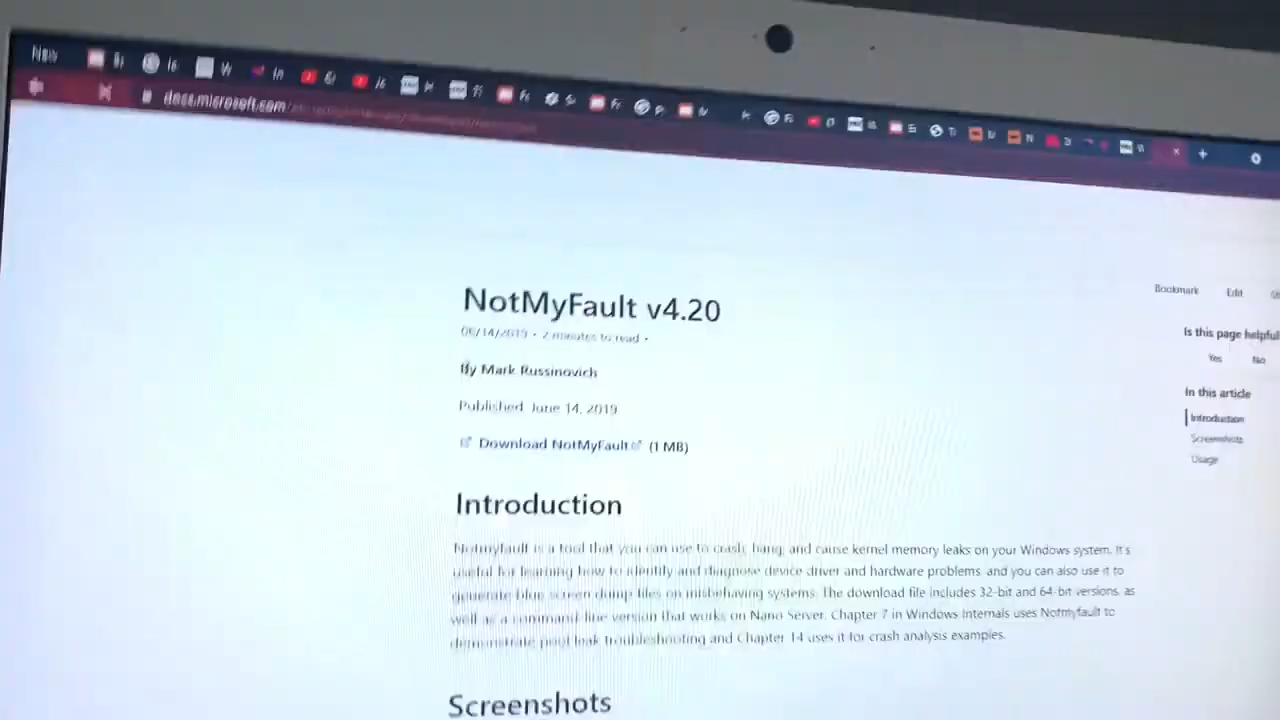 New
docs.microsoft.com
Bookmark
Edit
NotMyFault v4.20
06/14/2019 • 2 minutes to read •
Is this page helpful
Yes
No
By Mark Russinovich
Published: June 14, 2019
In this article
Introduction
Screenshots
Usage
Download NotMyFault (1 MB)
Introduction
Notmyfault is a tool that you can use to crash, hang, and cause kernel memory leaks on your Windows system. It's
useful for learning how to identify and diagnose device driver and hardware problems, and you can also use it to
generate blue screen dump files on misbehaving systems. The download file includes 32-bit and 64-bit versions, as
well as a command-line version that works on Nano Server. Chapter 7 in Windows Internals uses Notmyfault to
demonstrate pool leak troubleshooting and Chapter 14 uses it for crash analysis examples.
Screenshots